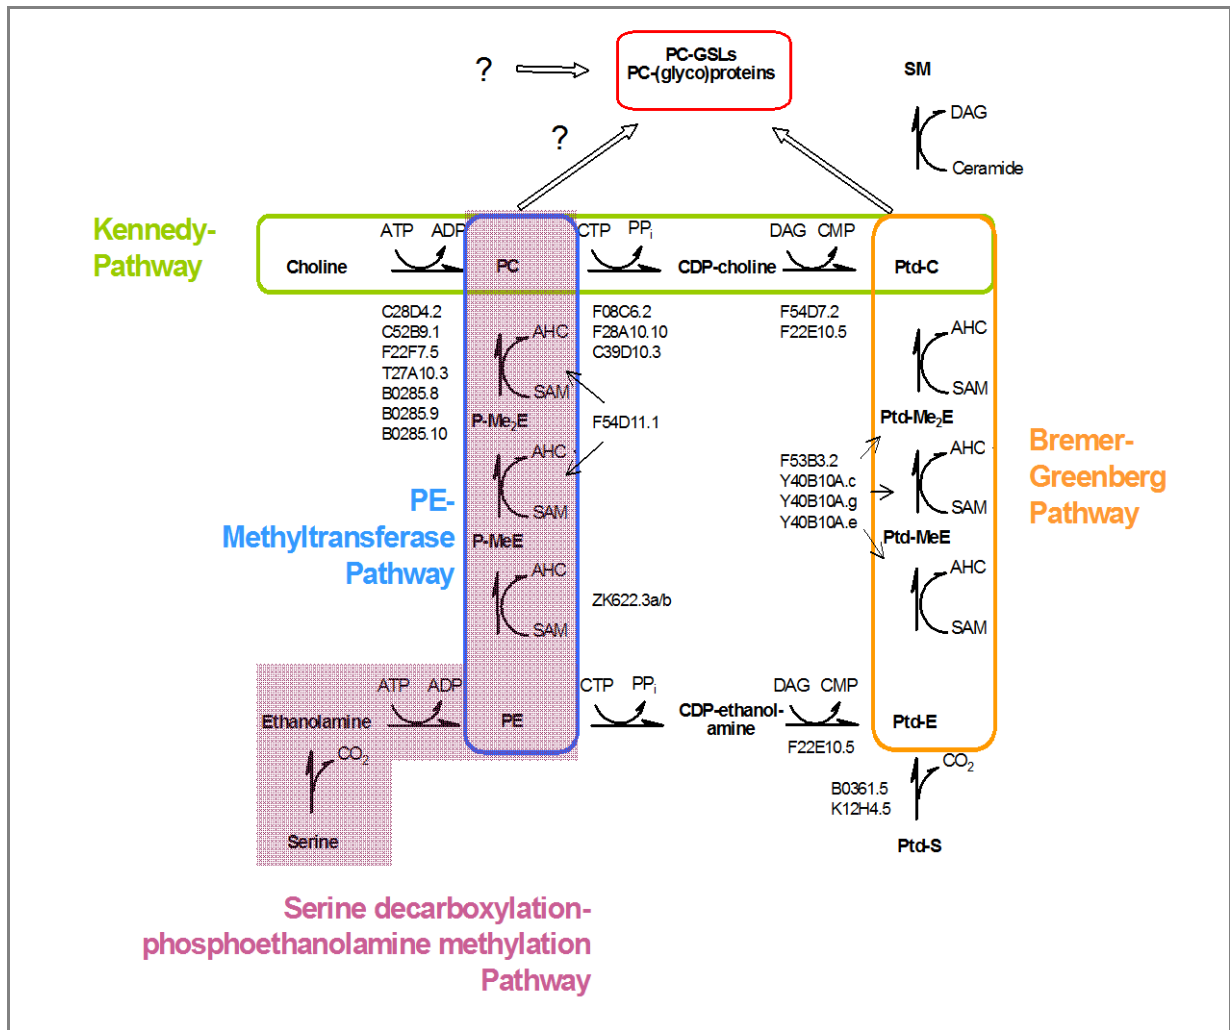 PC-GSLs
PC-(glyco)proteins
?
?
SM
DAG
Ceramide
Kennedy-
Pathway
ATP ADP
CTP PPi
DAG CMP
Choline
PC
CDP-choline
Ptd-C
C28D4.2
C52B9.1
F22F7.5
T27A10.3
B0285.8
B0285.9
B0285.10
F08C6.2
F28A10.10
C39D10.3
F54D7.2
F22E10.5
AHC
SAM
AHC
SAM
P-Me2E
F54D11.1
Ptd-Me2E
AHC
SAM
F53B3.2
Y40B10A.c
Y40B10A.g
Y40B10A.e
AHC
SAM
Bremer-
Greenberg
Pathway
PE-
Methyltransferase
Pathway
P-MeE
Ptd-MeE
AHC
SAM
ZK622.3a/b
AHC
SAM
ATP ADP
CTP PPi
DAG CMP
Ethanolamine
PE
CDP-ethanol-
amine
Ptd-E
F22E10.5
CO2
Serine
B0361.5
K12H4.5
CO2
Ptd-S
Serine decarboxylation-
phosphoethanolamine methylation
Pathway